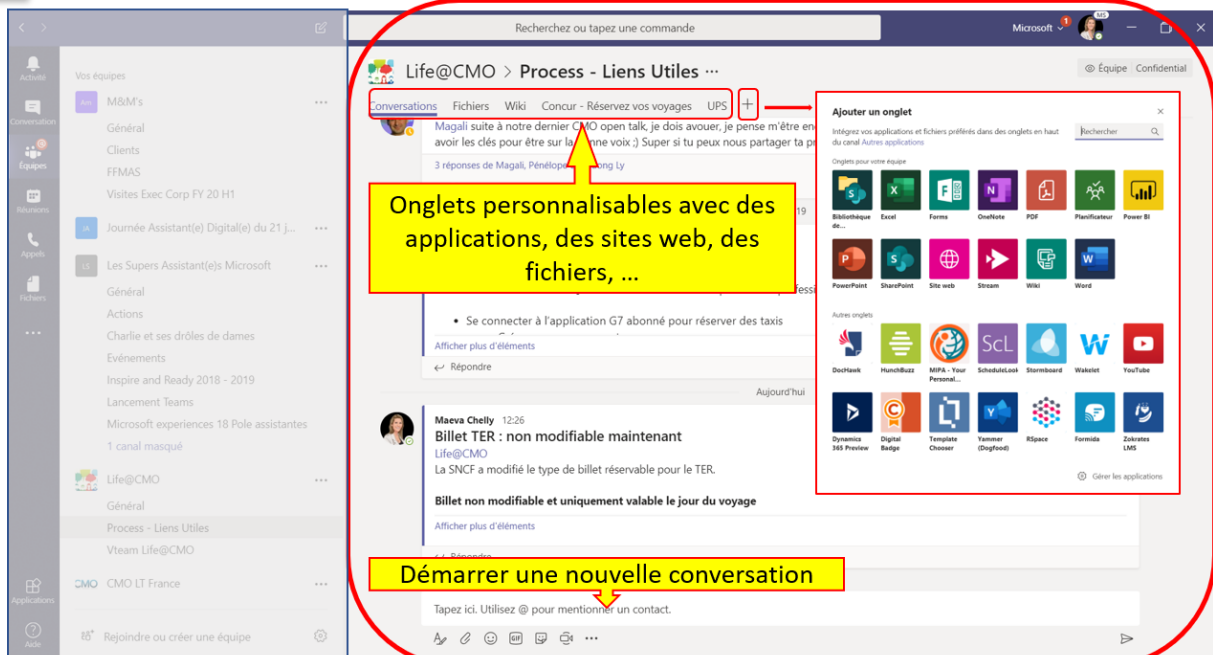 Recherchez ou tapez une commande
Microsoft
1
MS
Activité
Conversation
Équipes
Réunions
Appels
Fichiers
Applications
Aide
Vos équipes
Am
M&M's
Général
Clients
FFMAS
Visites Exec Corp FY 20 H1
JA
Journée Assistant(e) Digital(e) du 21 j...
LS
Les Supers Assistant(e)s Microsoft
Général
Actions
Charlie et ses drôles de dames
Evénements
Inspire and Ready 2018 - 2019
Lancement Teams
Microsoft experiences 18 Pole assistantes
1 canal masqué
Life@CMO
Général
Process - Liens Utiles
Vteam Life@CMO
CMO
CMO LT France
Rejoindre ou créer une équipe
Life@CMO > Process - Liens Utiles ...
Équipe Confidential
Conversations Fichiers Wiki Concur - Réservez vos voyages UPS +
Magali suite à notre dernier CMO open talk, je dois avouer, je pense m'être
avoir les clés pour être sur la bonne voix ;) Super si tu peux nous partager ta
3 réponses de Magali, Pénélope Ly
19
Onglets personnalisables avec des
applications, des sites web, des
fichiers, ...
• Se connecter à l'application G7 abonné pour réserver des taxis
Afficher plus d'éléments
Répondre
Aujourd'hui
Maeva Chelly 12:26
Billet TER : non modifiable maintenant
Life@CMO
La SNCF a modifié le type de billet réservable pour le TER.
Billet non modifiable et uniquement valable le jour du voyage
Afficher plus d'éléments
Répondre
Démarrer une nouvelle conversation
Tapez ici. Utilisez @ pour mentionner un contact.
GIF
Ajouter un onglet
Intégrez vos applications et fichiers préférés dans des onglets en haut
du canal Autres applications
Rechercher
Onglets pour votre équipe
Bibliothèque de...
Excel
Forms
OneNote
PDF
Planificateur
Power BI
PowerPoint
SharePoint
Site web
Stream
Wiki
Word
Autres onglets
DocHawk
HunchBuzz
MIPA - Your Personal...
ScL
ScheduleLook
Stormboard
Wakelet
YouTube
Dynamics 365 Preview
Digital Badge
Template Chooser
Yammer (Dogfood)
RSpace
Formida
Zokrates LMS
Gérer les applications